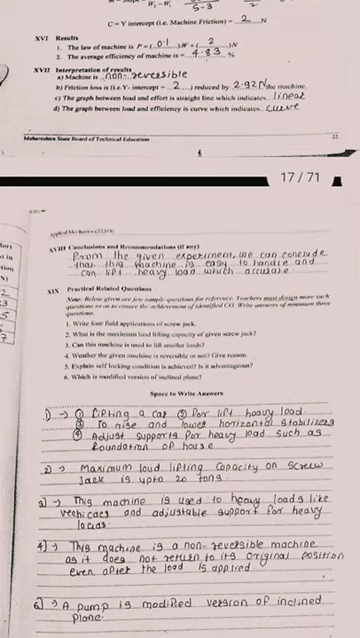 5-3
2
C = Y intercept (i.e. Machine Friction) = 2 N
XVI Results
1. The law of machine is P = ( 0.1 )W + ( 2 )N
2. The average efficiency of machine is = 4.83 %
XVII Interpretation of results
a) Machine is non-reversible
b) Friction loss is (i.e. Y- intercept = 2 ) reduced by 2.92N the machine.
c) The graph between load and effort is straight line which indicates linear
d) The graph between load and efficiency is curve which indicates curve
Maharashtra State Board of Technical Education
22
17 / 71
Applied Mechanics (22203)
XVIII Conclusions and Recommendations (if any)
From the given experiment, we can conclude
that this machine is easy to handle and
can lift heavy load which accurate
XIX Practical Related Questions
Note: Below given are few sample questions for reference. Teachers must design more such
questions so as to ensure the achievement of identified CO. Write answers of minimum three
questions.
1. Write four field applications of screw jack.
2. What is the maximum load lifting capacity of given screw jack?
3. Can this machine is used to lift smaller loads?
4. Weather the given machine is reversible or not? Give reason.
5. Explain self locking condition is achieved? Is it advantageous?
6. Which is modified version of inclined plane?
Space to Write Answers
1) → ① Lifting a car ② For lift heavy load
③ To rise and lower horizontal stabilizers
④ Adjust supports for heavy load such as
foundation of house
2) → Maximum loud lifting capacity on screw
Jack is upto 20 tons.
3) → This machine is used to heavy loads like
and adjustable support for heavy
loads.
4) → This machine is a non-reversible machine
as it does not return to its original position
even after the load is applied.
6) → A pump is modified version of inclined
plane.